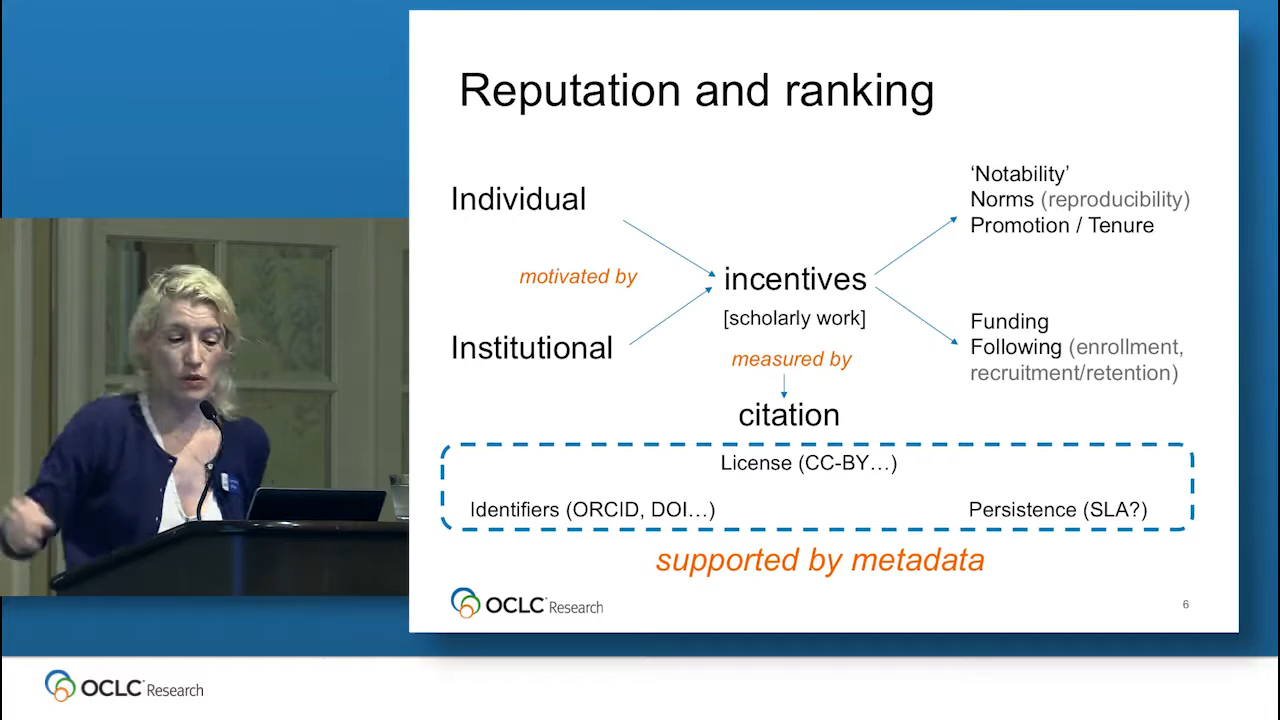 Reputation and ranking
Individual
motivated by
Institutional
incentives
[scholarly work]
measured by
citation
‘Notability’
Norms (reproducibility)
Promotion / Tenure
Funding
Following (enrollment,
recruitment/retention)
License (CC-BY…)
Identifiers (ORCID, DOI…)
Persistence (SLA?)
supported by metadata
OCLC Research
6
OCLC Research